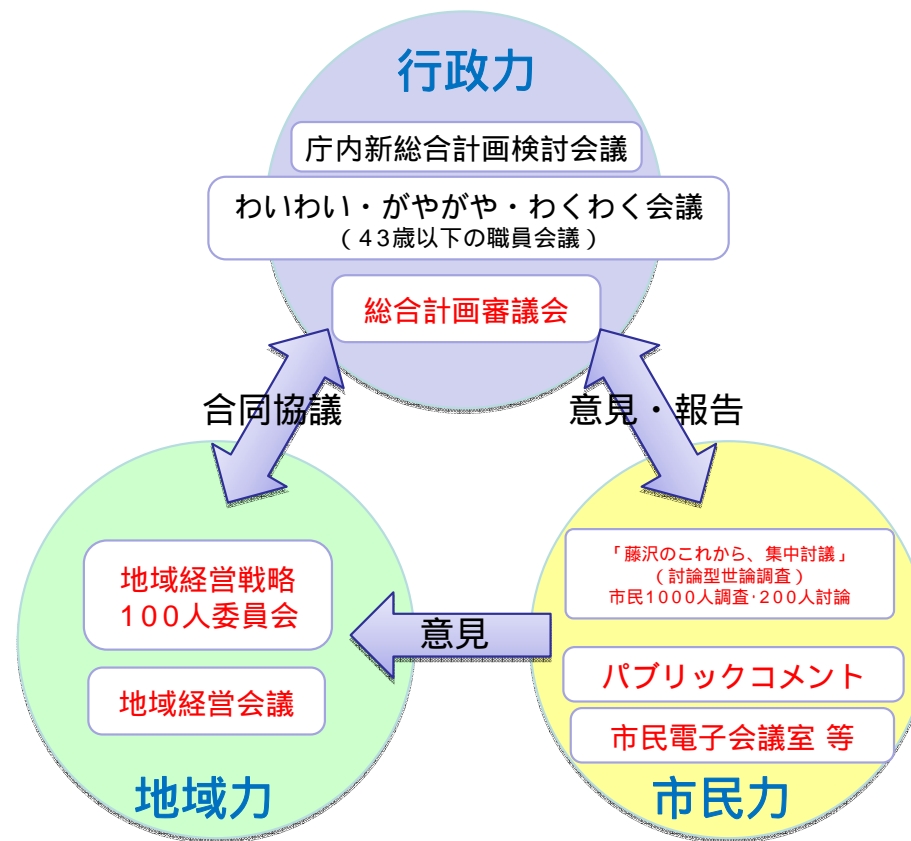 行政力
庁内新総合計画検討会議
わいわい・がやがや・わくわく会議
（43歳以下の職員会議）
総合計画審議会
合同協議
意見・報告
地域経営戦略
100人委員会
地域経営会議
地域力
意見
「藤沢のこれから、集中討議」
（討論型世論調査）
市民1000人調査・200人討論
パブリックコメント
市民電子会議室 等
市民力